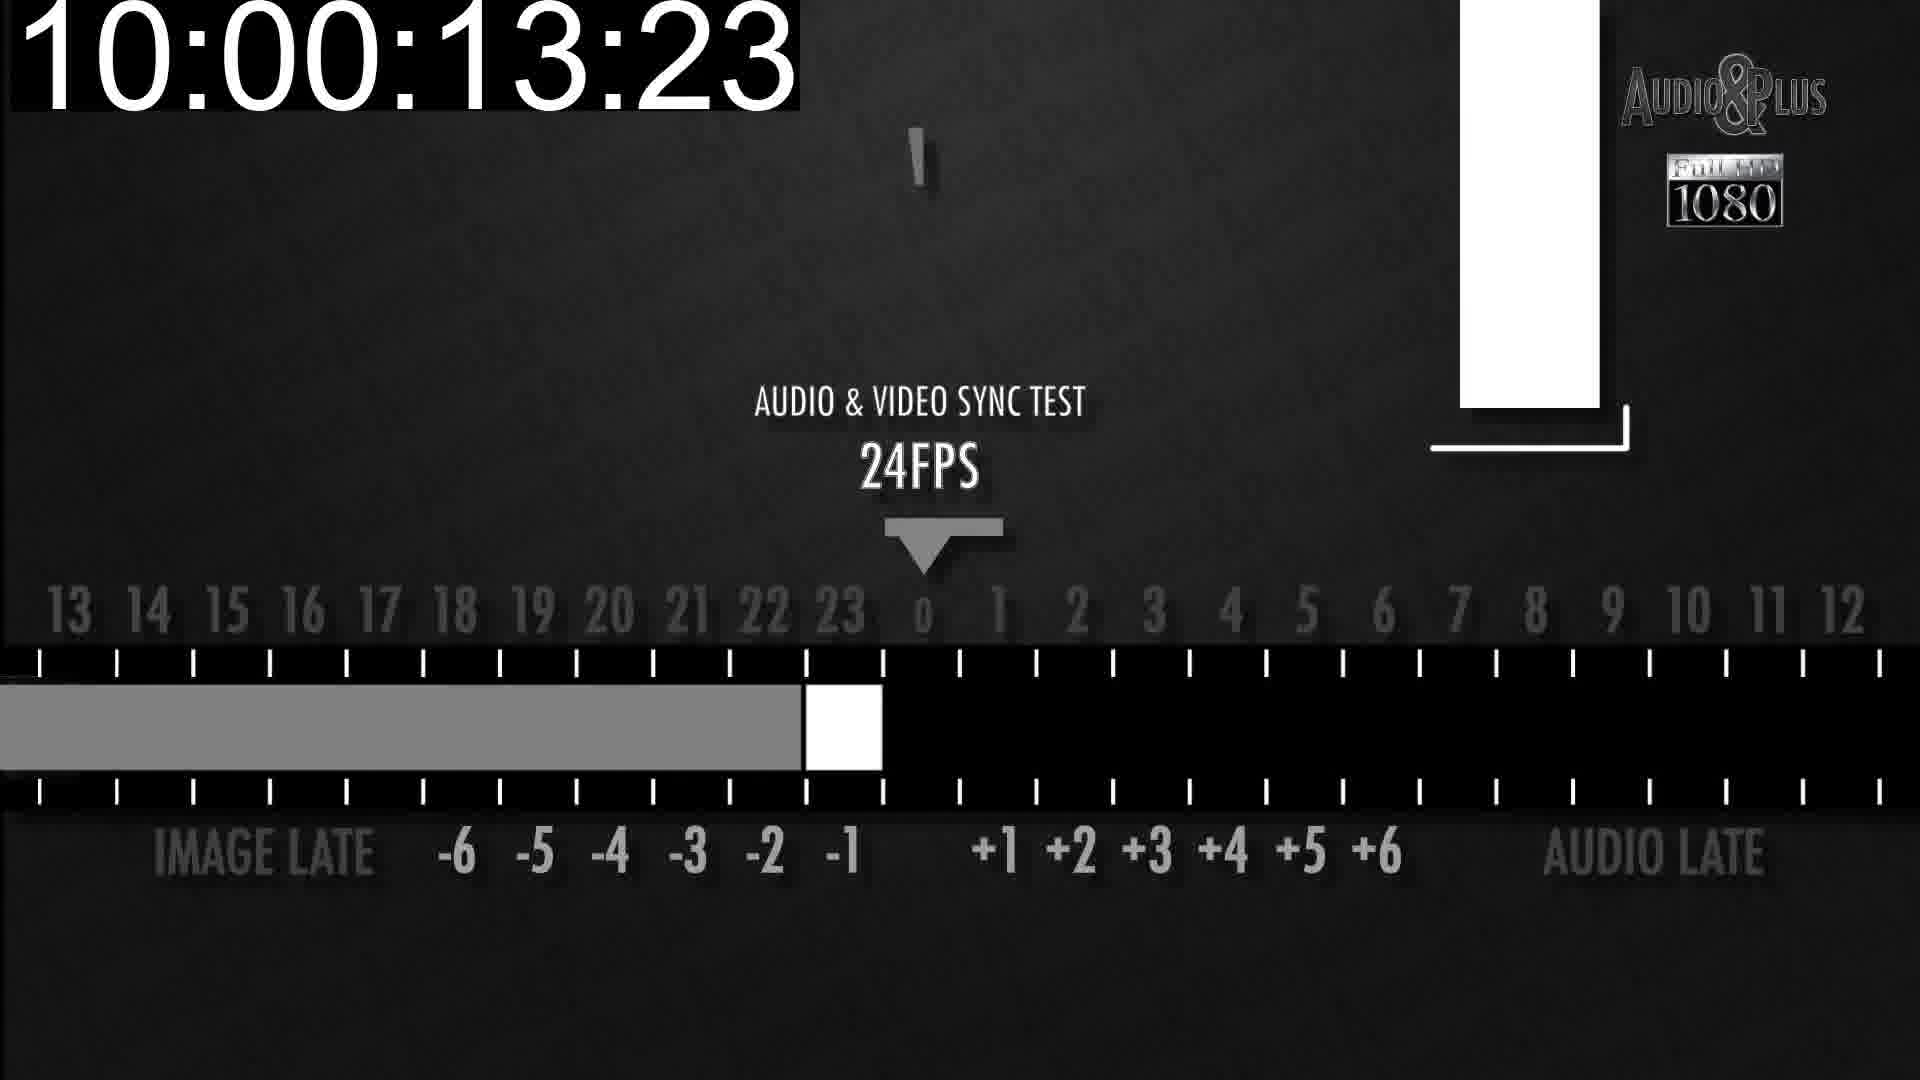 10:00:13:23
AUDIO & PLUS
Full HD
1080
AUDIO & VIDEO SYNC TEST
24FPS
13 14 15 16 17 18 19 20 21 22 23 0 1 2 3 4 5 6 7 8 9 10 11 12
IMAGE LATE -6 -5 -4 -3 -2 -1 +1 +2 +3 +4 +5 +6 AUDIO LATE